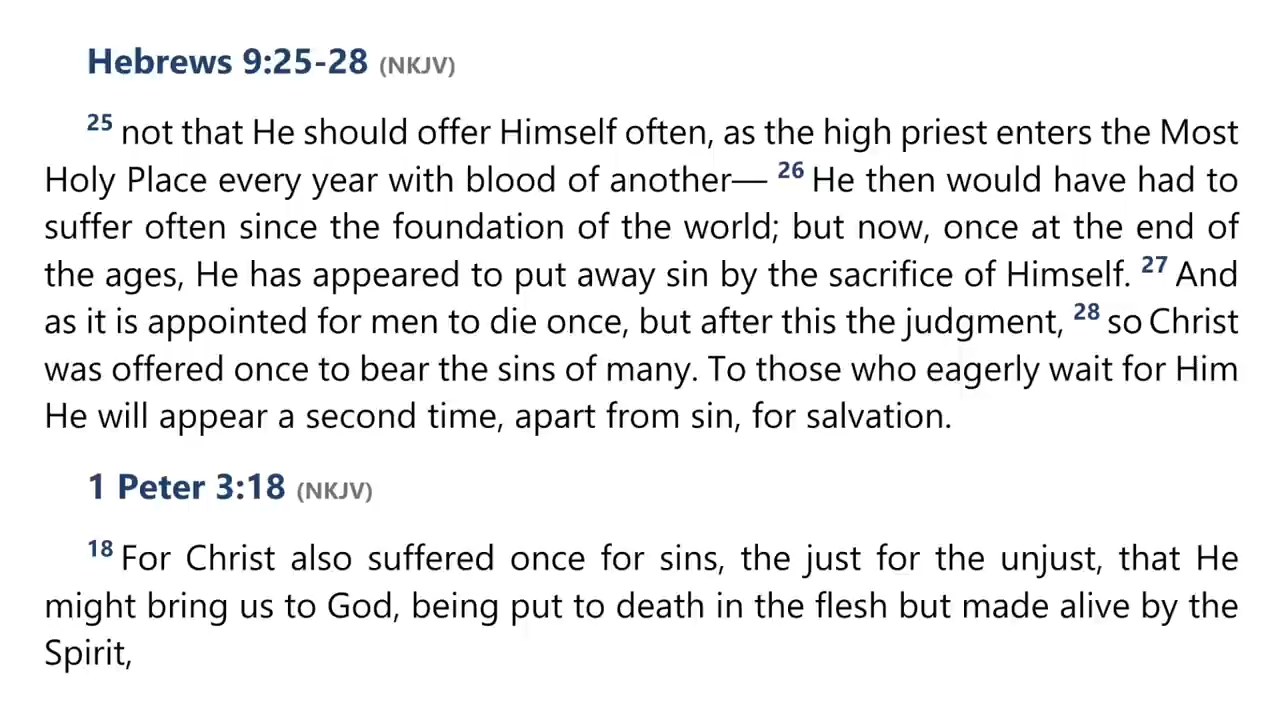 Hebrews 9:25-28 (NKJV)
25 not that He should offer Himself often, as the high priest enters the Most
Holy Place every year with blood of another— 26 He then would have had to
suffer often since the foundation of the world; but now, once at the end of
the ages, He has appeared to put away sin by the sacrifice of Himself. 27 And
as it is appointed for men to die once, but after this the judgment, 28 so Christ
was offered once to bear the sins of many. To those who eagerly wait for Him
He will appear a second time, apart from sin, for salvation.
1 Peter 3:18 (NKJV)
18 For Christ also suffered once for sins, the just for the unjust, that He
might bring us to God, being put to death in the flesh but made alive by the
Spirit,